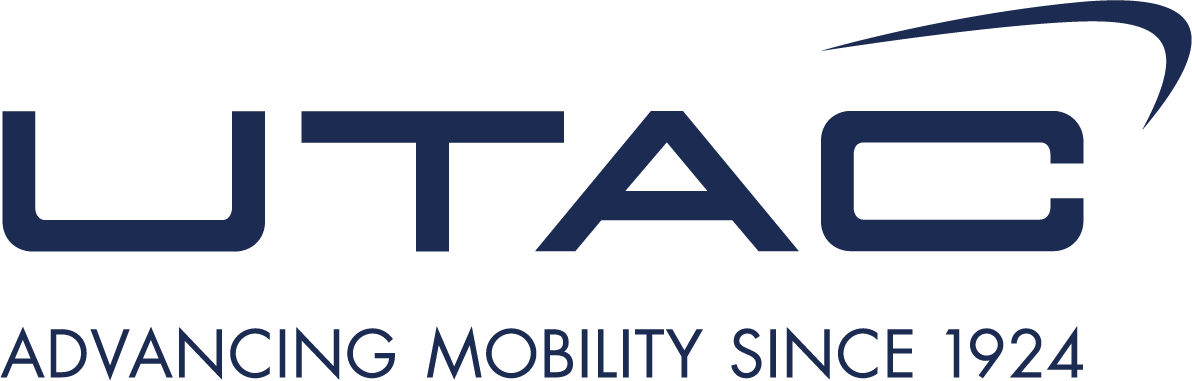 UTAC
ADVANCING MOBILITY SINCE 1924